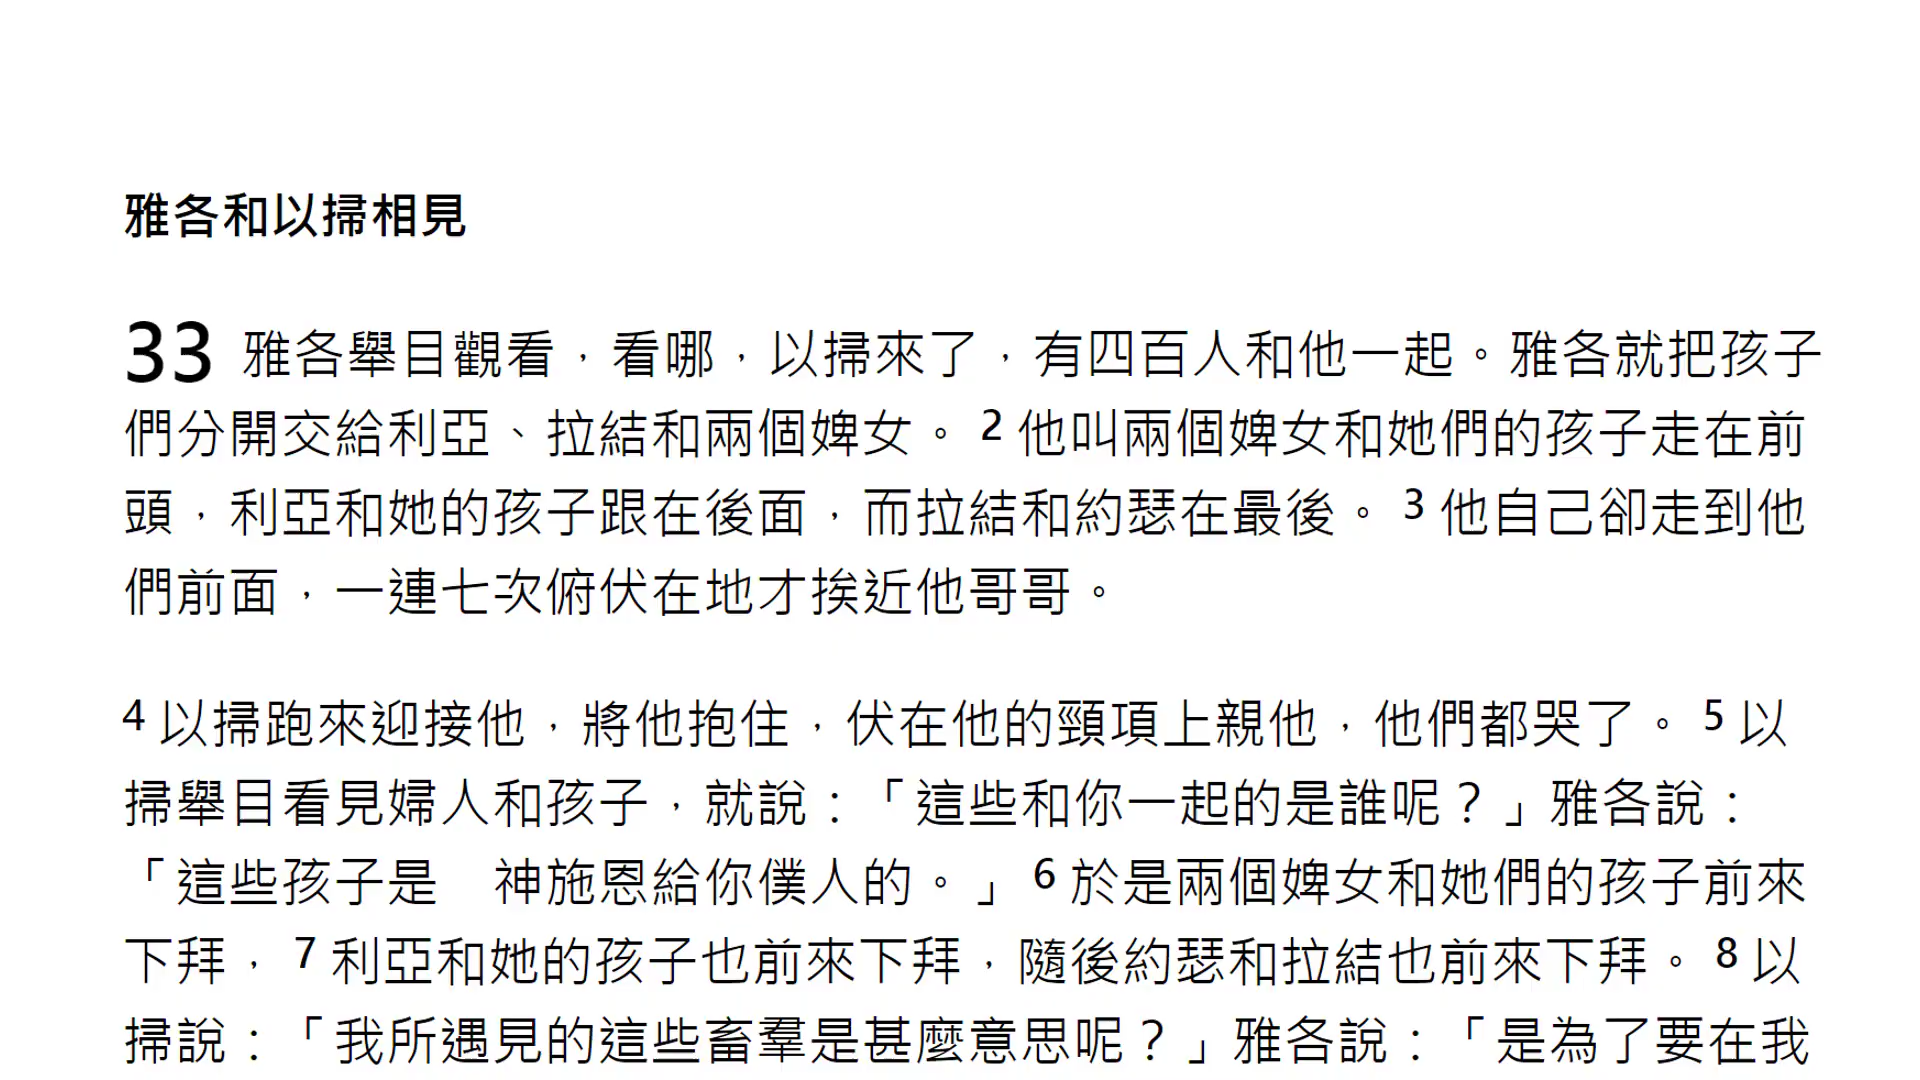 雅各和以掃相見
33 雅各舉目觀看，看哪，以掃來了，有四百人和他一起。雅各就把孩子
們分開交給利亞、拉結和兩個婢女。 2 他叫兩個婢女和她們的孩子走在前
頭，利亞和她的孩子跟在後面，而拉結和約瑟在最後。 3 他自己卻走到他
們前面，一連七次俯伏在地才挨近他哥哥。
4 以掃跑來迎接他，將他抱住，伏在他的頸項上親他，他們都哭了。 5 以
掃舉目看見婦人和孩子，就說：「這些和你一起的是誰呢？」雅各說：
「這些孩子是　神施恩給你僕人的。」 6 於是兩個婢女和她們的孩子前來
下拜， 7 利亞和她的孩子也前來下拜，隨後約瑟和拉結也前來下拜。 8 以
掃說：「我所遇見的這些畜羣是甚麼意思呢？」雅各說：「是為了要在我